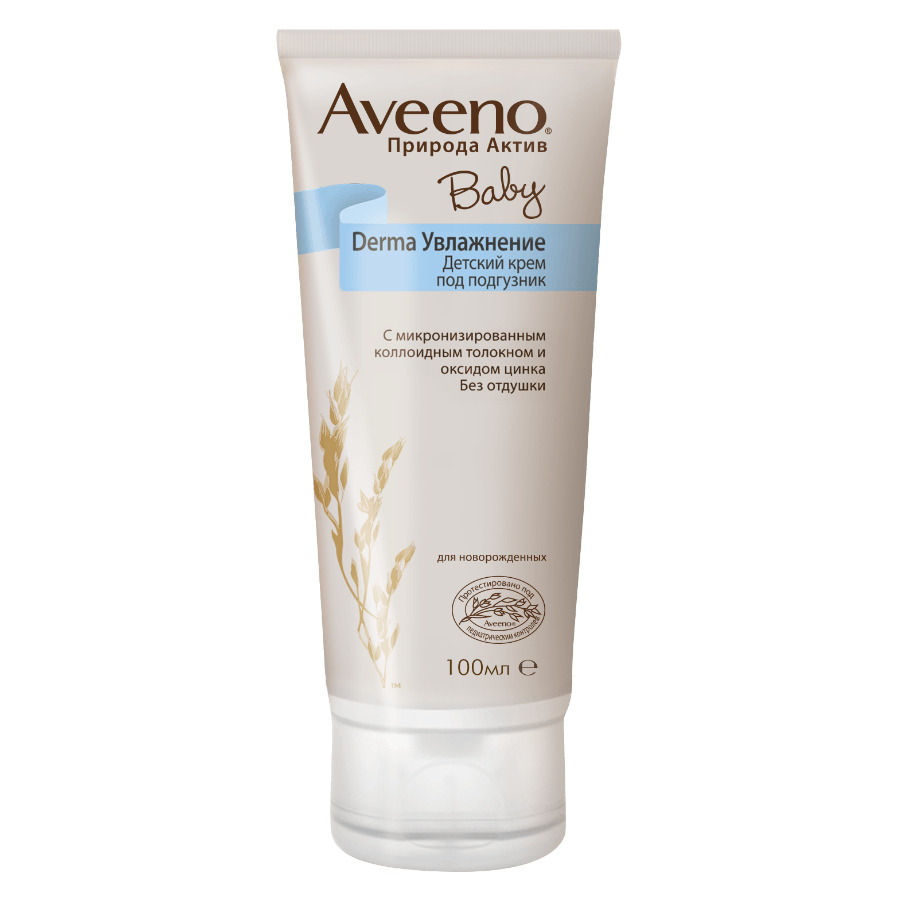 Aveeno®
Природа Актив
Baby
Derma Увлажнение
Детский крем
под подгузник
С микронизированным
коллоидным толокном и
оксидом цинка
Без отдушки
для новорожденных
Протестировано под
Aveeno®
педиатрическим контролем
100мл e
TM